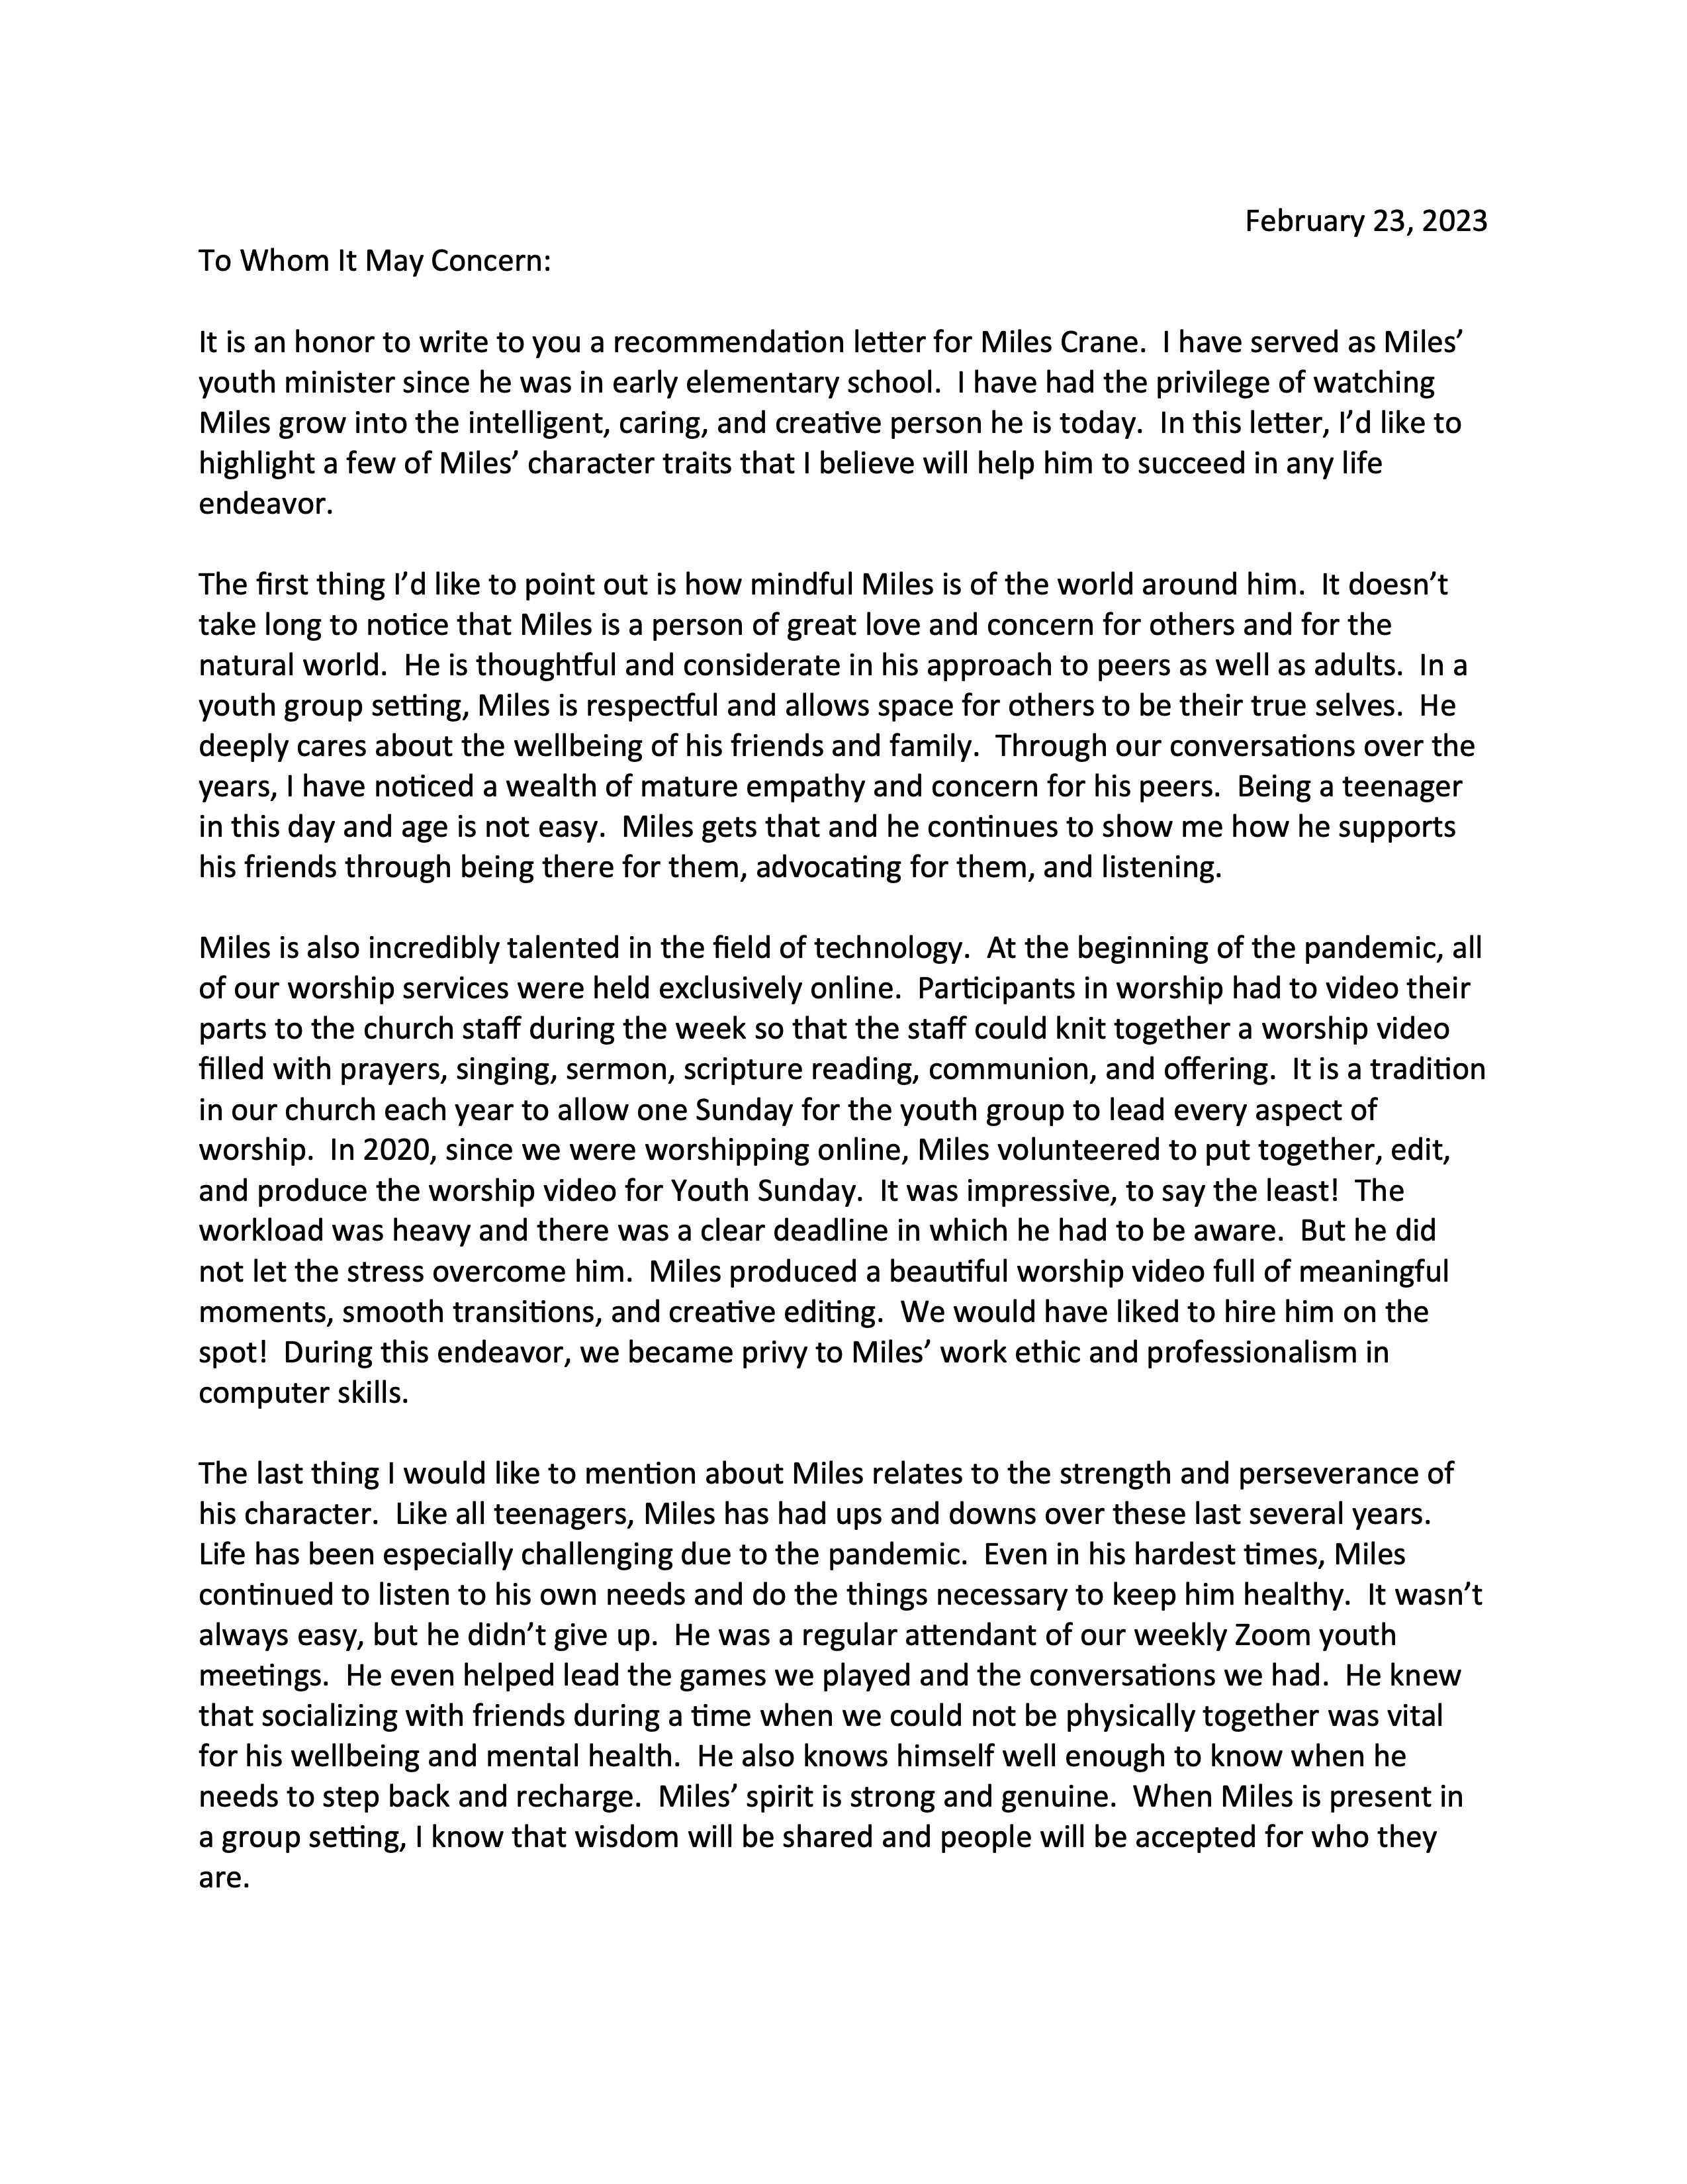 February 23, 2023
To Whom It May Concern:
It is an honor to write to you a recommendation letter for Miles Crane.  I have served as Miles’
youth minister since he was in early elementary school.  I have had the privilege of watching
Miles grow into the intelligent, caring, and creative person he is today.  In this letter, I’d like to
highlight a few of Miles’ character traits that I believe will help him to succeed in any life
endeavor.
The first thing I’d like to point out is how mindful Miles is of the world around him.  It doesn’t
take long to notice that Miles is a person of great love and concern for others and for the
natural world.  He is thoughtful and considerate in his approach to peers as well as adults.  In a
youth group setting, Miles is respectful and allows space for others to be their true selves.  He
deeply cares about the wellbeing of his friends and family.  Through our conversations over the
years, I have noticed a wealth of mature empathy and concern for his peers.  Being a teenager
in this day and age is not easy.  Miles gets that and he continues to show me how he supports
his friends through being there for them, advocating for them, and listening.
Miles is also incredibly talented in the field of technology.  At the beginning of the pandemic, all
of our worship services were held exclusively online.  Participants in worship had to video their
parts to the church staff during the week so that the staff could knit together a worship video
filled with prayers, singing, sermon, scripture reading, communion, and offering.  It is a tradition
in our church each year to allow one Sunday for the youth group to lead every aspect of
worship.  In 2020, since we were worshipping online, Miles volunteered to put together, edit,
and produce the worship video for Youth Sunday.  It was impressive, to say the least!  The
workload was heavy and there was a clear deadline in which he had to be aware.  But he did
not let the stress overcome him.  Miles produced a beautiful worship video full of meaningful
moments, smooth transitions, and creative editing.  We would have liked to hire him on the
spot!  During this endeavor, we became privy to Miles’ work ethic and professionalism in
computer skills.
The last thing I would like to mention about Miles relates to the strength and perseverance of
his character.  Like all teenagers, Miles has had ups and downs over these last several years.
Life has been especially challenging due to the pandemic.  Even in his hardest times, Miles
continued to listen to his own needs and do the things necessary to keep him healthy.  It wasn’t
always easy, but he didn’t give up.  He was a regular attendant of our weekly Zoom youth
meetings.  He even helped lead the games we played and the conversations we had.  He knew
that socializing with friends during a time when we could not be physically together was vital
for his wellbeing and mental health.  He also knows himself well enough to know when he
needs to step back and recharge.  Miles’ spirit is strong and genuine.  When Miles is present in
a group setting, I know that wisdom will be shared and people will be accepted for who they
are.